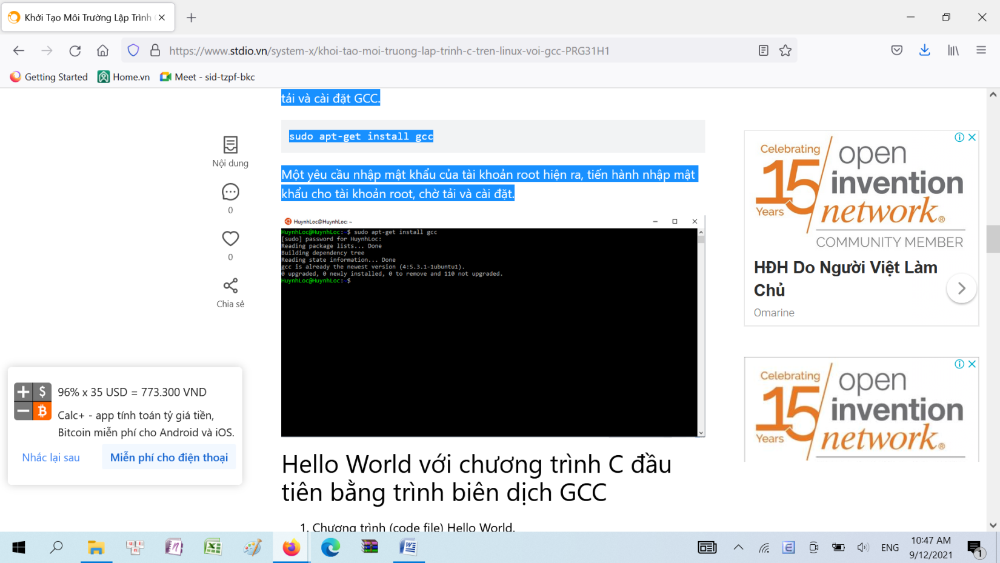 Khởi Tạo Môi Trường Lập Trình
https://www.stdio.vn/system-x/khoi-tao-moi-truong-lap-trinh-c-tren-linux-voi-gcc-PRG31H1
Getting Started
Home.vn
Meet - sid-tzpf-bkc
tải và cài đặt GCC.
sudo apt-get install gcc
Một yêu cầu nhập mật khẩu của tài khoản root hiện ra, tiến hành nhập mật
khẩu cho tài khoản root, chờ tải và cài đặt.
Nội dung
0
0
Chia sẻ
HuynhLoc@HuynhLoc: ~
HuynhLoc@HuynhLoc:~$ sudo apt-get install gcc
[sudo] password for HuynhLoc:
Reading package lists... Done
Building dependency tree
Reading state information... Done
gcc is already the newest version (4:5.3.1-1ubuntu1).
0 upgraded, 0 newly installed, 0 to remove and 110 not upgraded.
HuynhLoc@HuynhLoc:~$
Hello World với chương trình C đầu
tiên bằng trình biên dịch GCC
1. Chương trình (code file) Hello World.
96% x 35 USD = 773.300 VND
Calc+ - app tính toán tỷ giá tiền,
Bitcoin miễn phí cho Android và iOS.
Nhắc lại sau
Miễn phí cho điện thoại
Celebrating
15
Years
open
invention
network®
COMMUNITY MEMBER
HĐH Do Người Việt Làm
Chủ
Omarine
Celebrating
15
Years
open
invention
network®
ENG
10:47 AM
9/12/2021
1